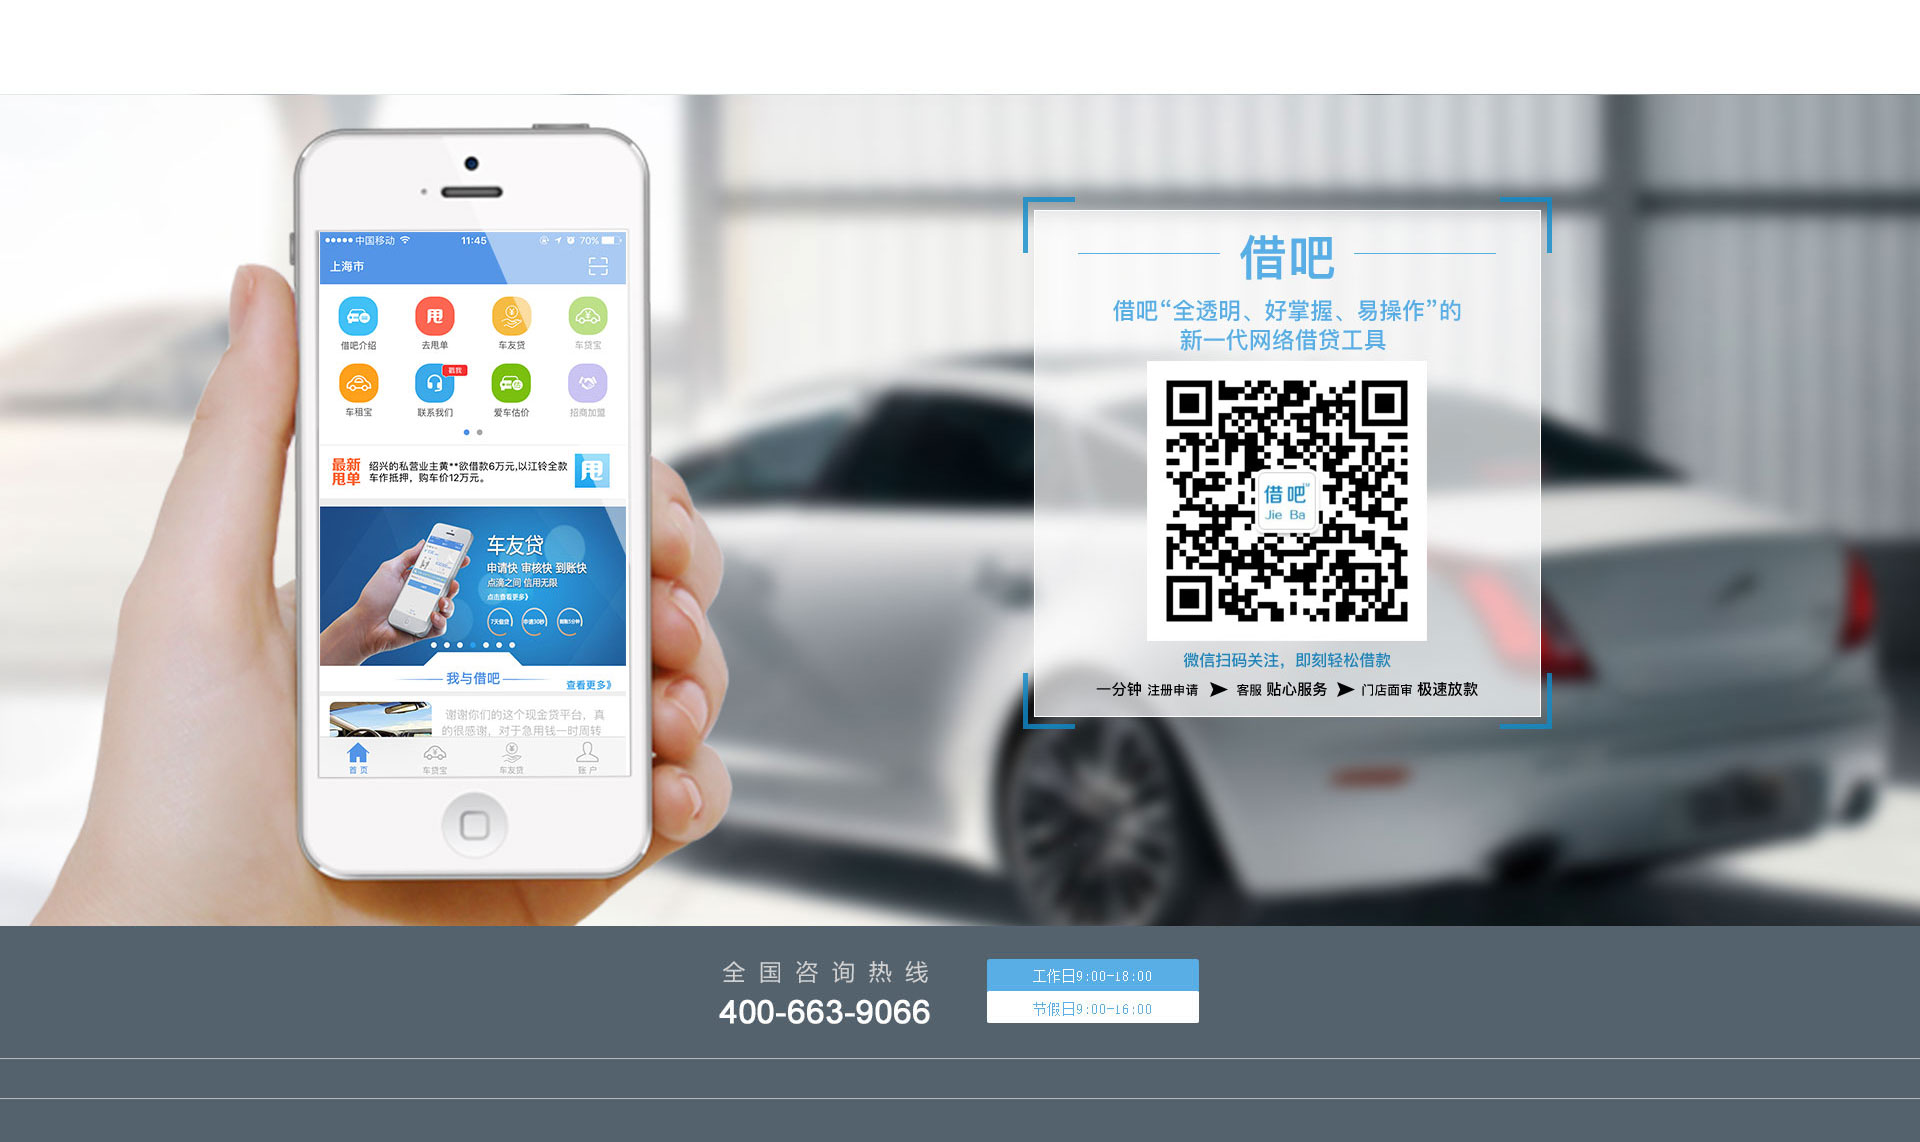 中国移动
11:45
70%
上海市
借吧介绍
甩
去甩单
车友贷
车贷宝
戳我
车租宝
联系我们
爱车估价
招商加盟
最新
甩单
绍兴的私营业主黄**欲借款6万元,以江铃全款
车作抵押，购车价12万元。
甩
车友贷
申请快 审核快 到账快
点滴之间 信用无限
点击查看更多》
我与借吧
查看更多》
谢谢你们的这个现金贷平台，真
的很感谢，对于急用钱一时周转
首 页
车贷宝
车友贷
账 户
借吧
借吧“全透明、好掌握、易操作”的
新一代网络借贷工具
借吧
Jie Ba
微信扫码关注，即刻轻松借款
一分钟 注册申请 客服 贴心服务 门店面审 极速放款
全国咨询热线
400-663-9066
工作日9:00-18:00
节假日9:00-16:00